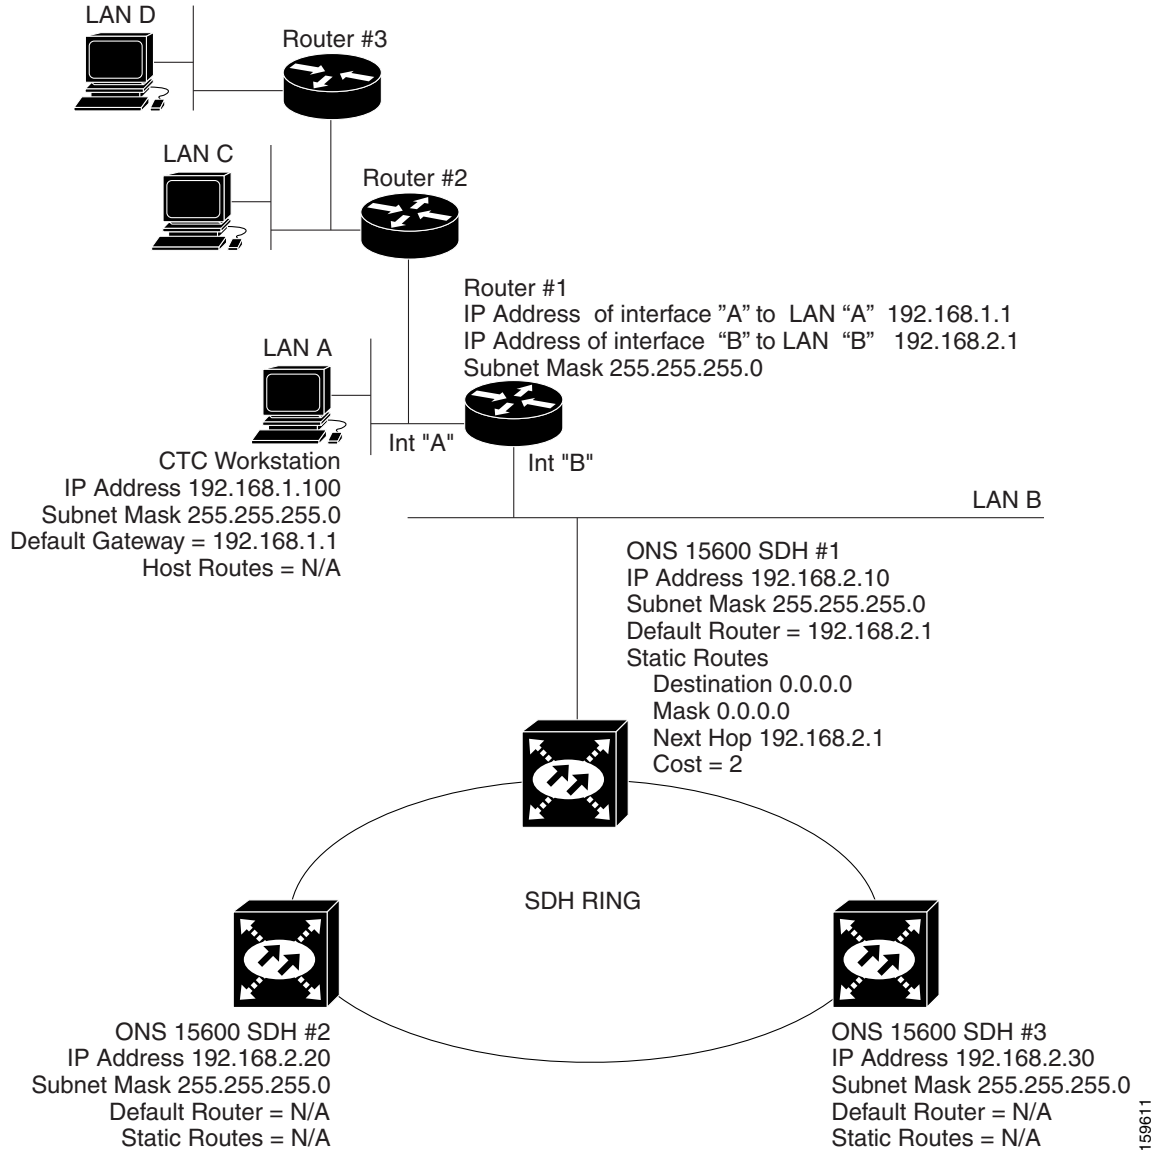 LAN D
Router #3
LAN C
Router #2
Router #1
IP Address of interface ”A” to LAN “A” 192.168.1.1
IP Address of interface “B” to LAN “B” 192.168.2.1
Subnet Mask 255.255.255.0
LAN A
Int "A"
Int "B"
CTC Workstation
IP Address 192.168.1.100
Subnet Mask 255.255.255.0
Default Gateway = 192.168.1.1
Host Routes = N/A
LAN B
ONS 15600 SDH #1
IP Address 192.168.2.10
Subnet Mask 255.255.255.0
Default Router = 192.168.2.1
Static Routes
Destination 0.0.0.0
Mask 0.0.0.0
Next Hop 192.168.2.1
Cost = 2
SDH RING
ONS 15600 SDH #2
IP Address 192.168.2.20
Subnet Mask 255.255.255.0
Default Router = N/A
Static Routes = N/A
ONS 15600 SDH #3
IP Address 192.168.2.30
Subnet Mask 255.255.255.0
Default Router = N/A
Static Routes = N/A
159611